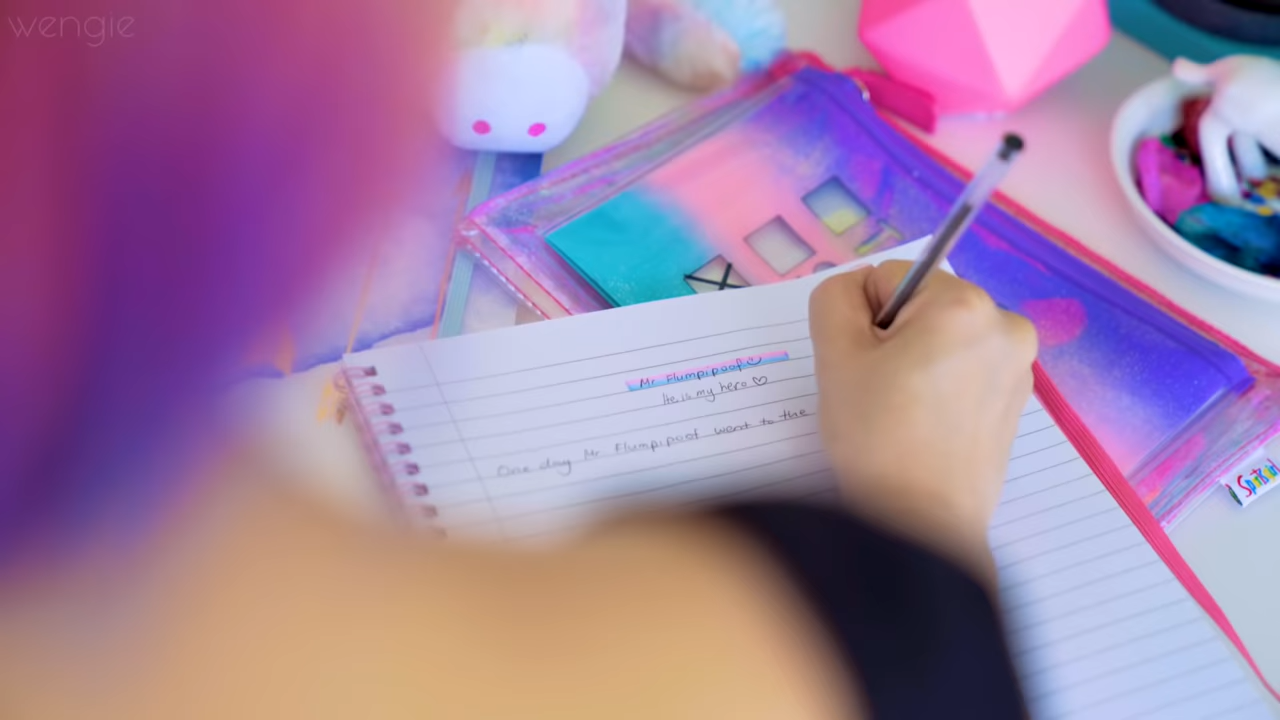 wengie
Mr Flumpipoof
He is my hero ♡
One day Mr Flumpipoof went to the